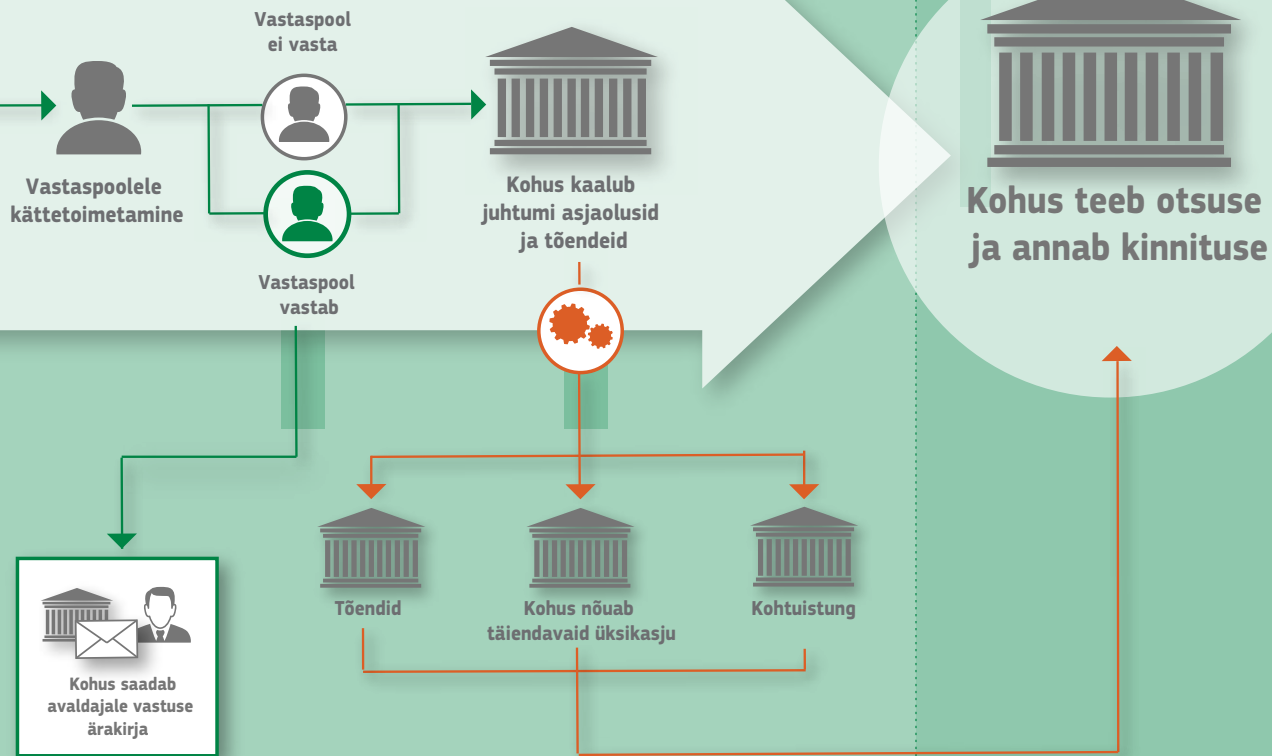 Vastaspool
ei vasta
Vastaspoolele
kättetoimetamine
Kohus kaalub
juhtumi asjaolusid
ja tõendeid
Kohus teeb otsuse
ja annab kinnituse
Vastaspool
vastab
Tõendid
Kohus nõuab
täiendavaid üksikasju
Kohtuistung
Kohus saadab
avaldajale vastuse
ärakirja